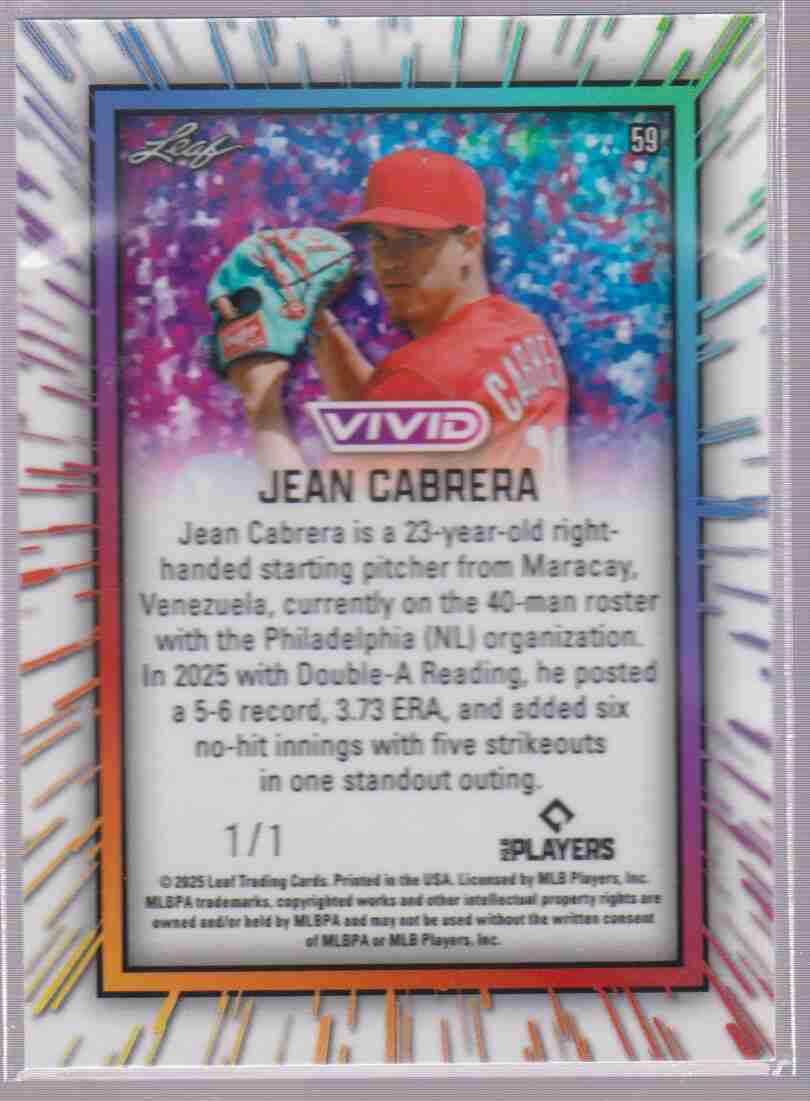 Leaf
59
CABRE
VIVID
JEAN CABRERA
Jean Cabrera is a 23-year-old right-
handed starting pitcher from Maracay,
Venezuela, currently on the 40-man roster
with the Philadelphia (NL) organization.
In 2025 with Double-A Reading, he posted
a 5-6 record, 3.73 ERA, and added six
no-hit innings with five strikeouts
in one standout outing.
1/1
PLAYERS
©2025 Leaf Trading Cards. Printed in the USA. Licensed by MLB Players, Inc.
MLBPA trademarks, copyrighted works and other intellectual property rights are
owned and/or held by MLBPA and may not be used without the written consent
of MLBPA or MLB Players, Inc.